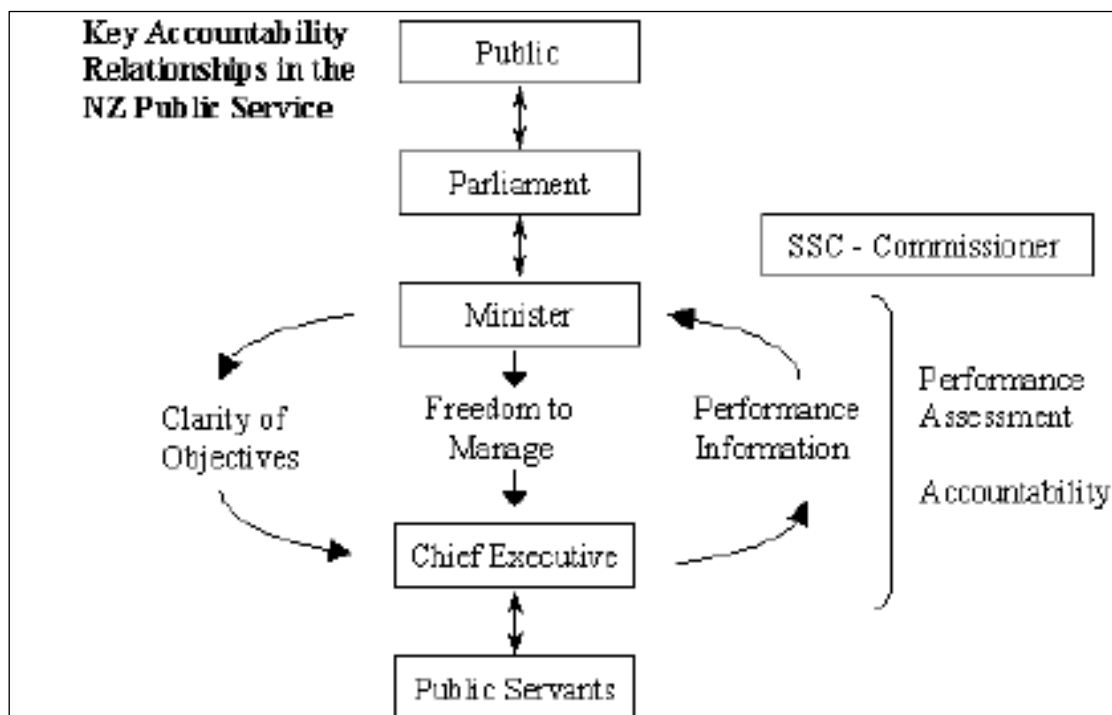 Key Accountability
Relationships in the
NZ Public Service
Public
Parliament
SSC - Commissioner
Minister
Clarity of
Objectives
Freedom to
Manage
Performance
Information
Performance
Assessment
Accountability
Chief Executive
Public Servants